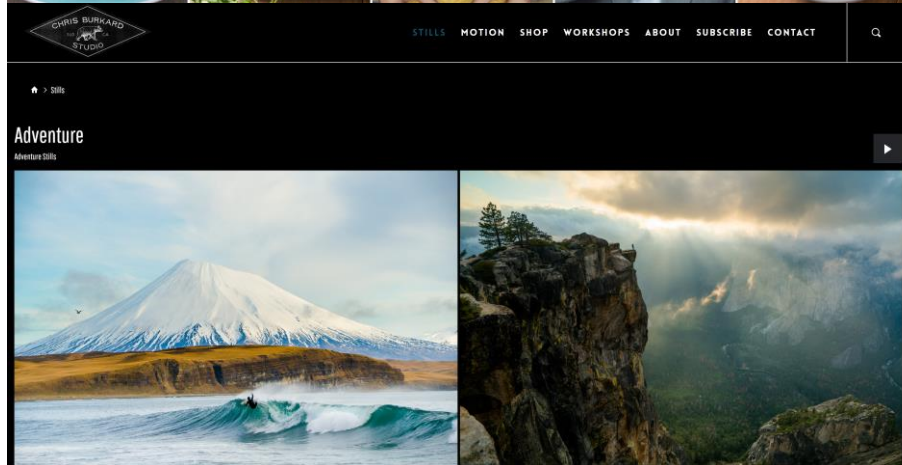 CHRIS BURKARD
STUDIO
STILLS MOTION SHOP WORKSHOPS ABOUT SUBSCRIBE CONTACT
> Stills
Adventure
Adventure Stills